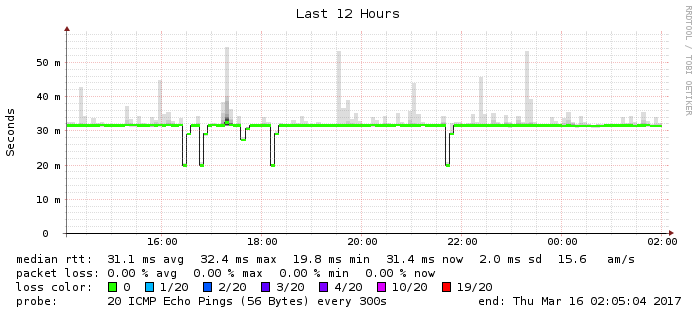 Last 12 Hours
RRDTOOL / TOBI OETIKER
Seconds
50 m
40 m
30 m
20 m
10 m
0
16:00 18:00 20:00 22:00 00:00 02:00
median rtt: 31.1 ms avg 32.4 ms max 19.8 ms min 31.4 ms now 2.0 ms sd 15.6 am/s
packet loss: 0.00 % avg 0.00 % max 0.00 % min 0.00 % now
loss color: 0 1/20 2/20 3/20 4/20 10/20 19/20
probe: 20 ICMP Echo Pings (56 Bytes) every 300s end: Thu Mar 16 02:05:04 2017